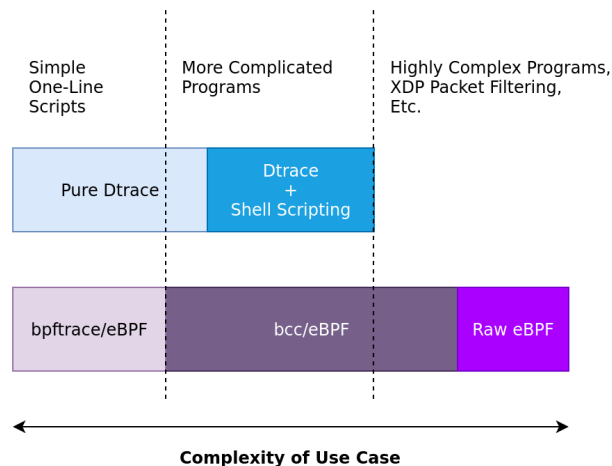 Simple
One-Line
Scripts
More Complicated
Programs
Highly Complex Programs,
XDP Packet Filtering,
Etc.
Pure Dtrace
Dtrace
+
Shell Scripting
bpftrace/eBPF
bcc/eBPF
Raw eBPF
Complexity of Use Case